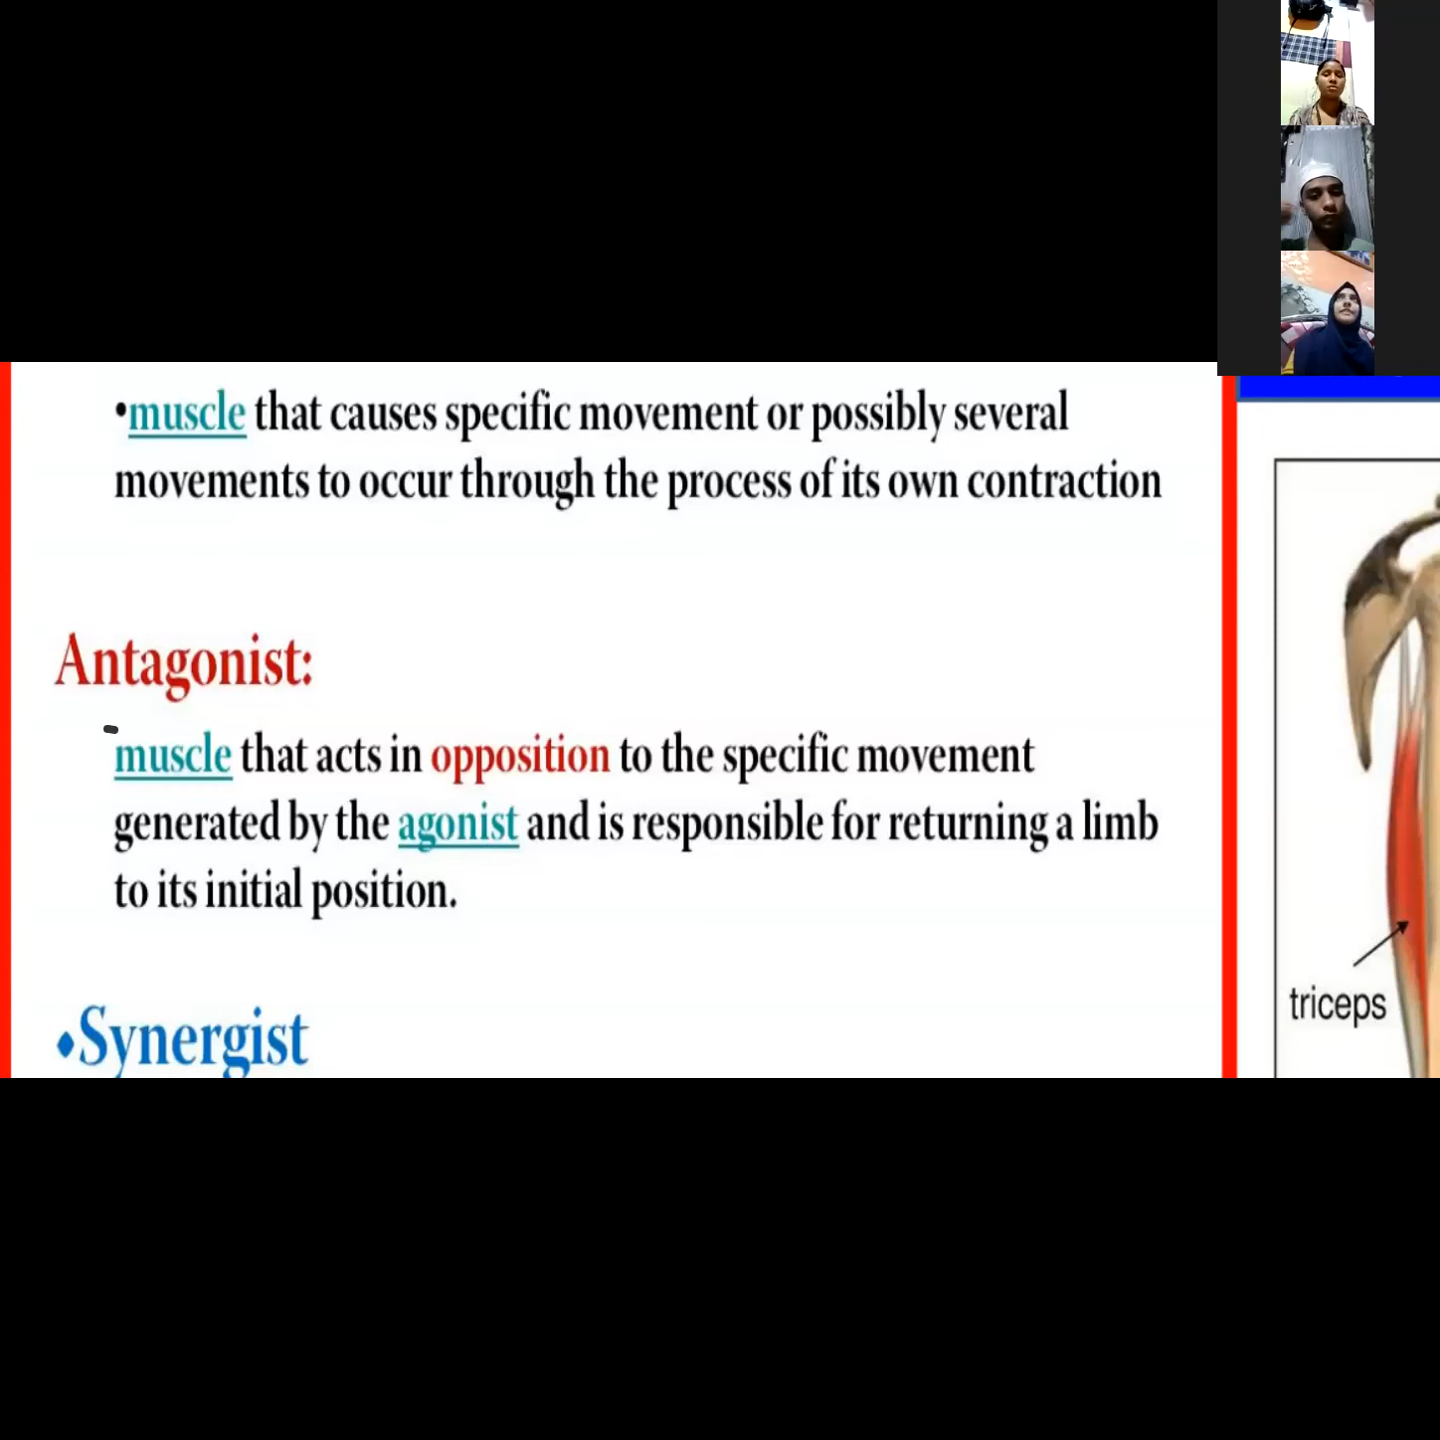 •muscle that causes specific movement or possibly several
movements to occur through the process of its own contraction
Antagonist:
muscle that acts in opposition to the specific movement
generated by the agonist and is responsible for returning a limb
to its initial position.
•Synergist
triceps